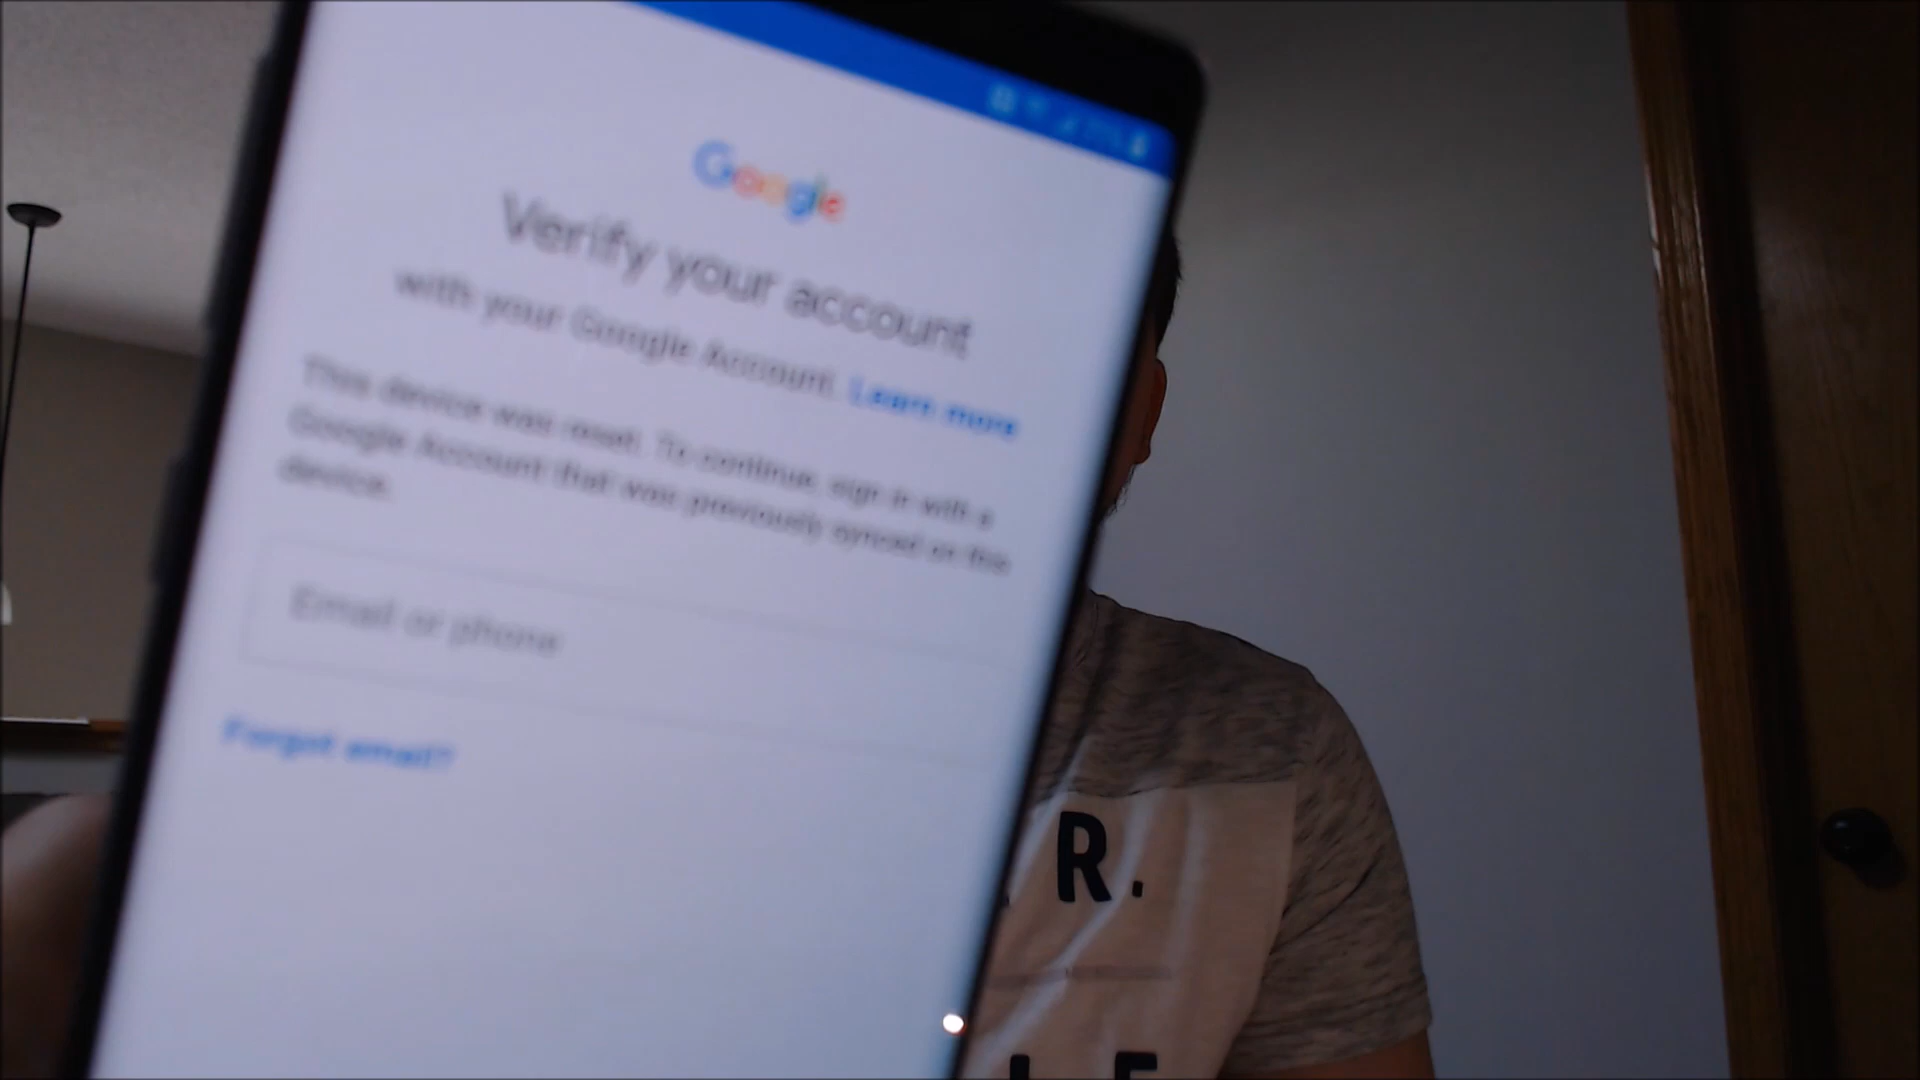 Google
Verify your account
with your Google Account. Learn more
This device was reset. To continue, sign in with a
Google Account that was previously synced on this
device.
Email or phone
Forgot email?
R.